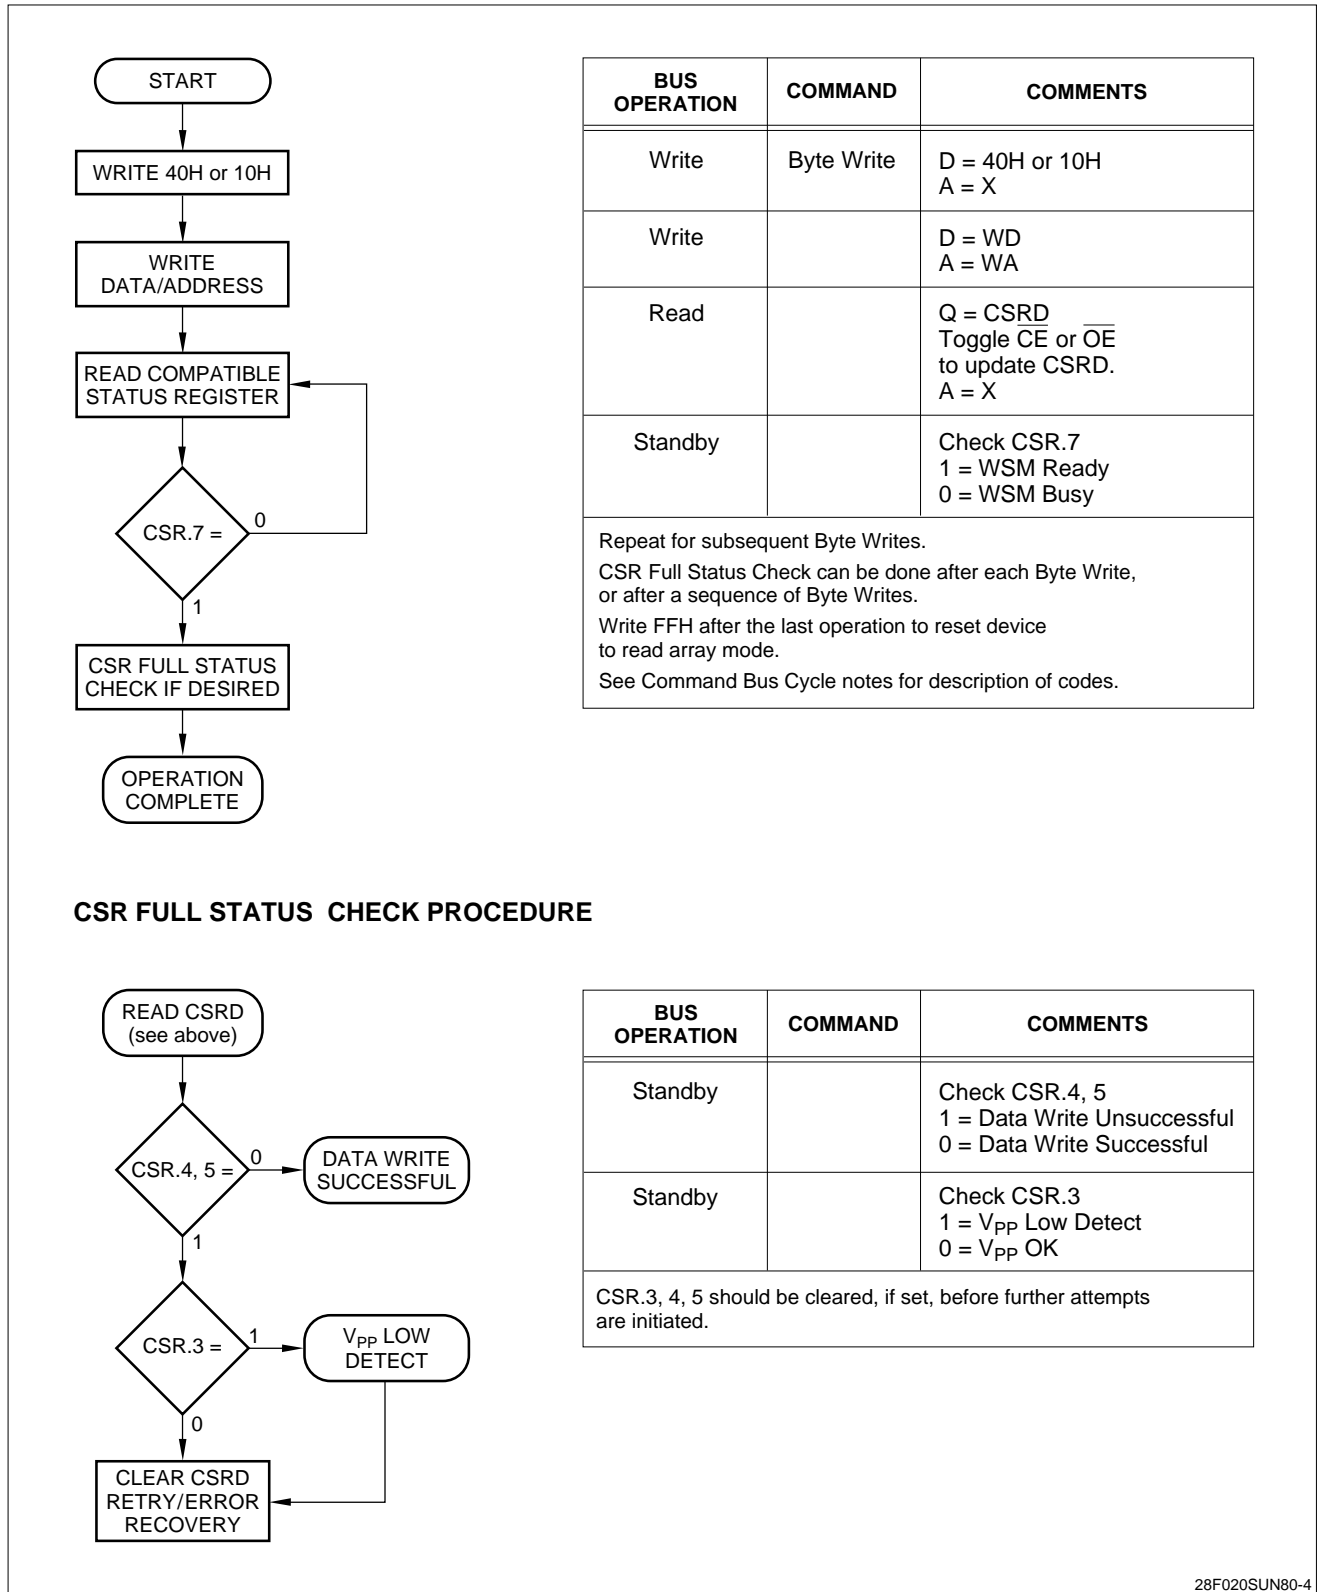 START
WRITE 40H or 10H
WRITE
DATA/ADDRESS
READ COMPATIBLE
STATUS REGISTER
CSR.7 =
0
1
CSR FULL STATUS
CHECK IF DESIRED
OPERATION
COMPLETE
BUS
OPERATION
COMMAND
COMMENTS
Write
Byte Write
D = 40H or 10H
A = X
Write
D = WD
A = WA
Read
Q = CSRD
Toggle C̅E̅ or O̅E̅
to update CSRD.
A = X
Standby
Check CSR.7
1 = WSM Ready
0 = WSM Busy
Repeat for subsequent Byte Writes.
CSR Full Status Check can be done after each Byte Write,
or after a sequence of Byte Writes.
Write FFH after the last operation to reset device
to read array mode.
See Command Bus Cycle notes for description of codes.
CSR FULL STATUS CHECK PROCEDURE
READ CSRD
(see above)
CSR.4, 5 =
0
DATA WRITE
SUCCESSFUL
1
CSR.3 =
1
VPP LOW
DETECT
0
CLEAR CSRD
RETRY/ERROR
RECOVERY
BUS
OPERATION
COMMAND
COMMENTS
Standby
Check CSR.4, 5
1 = Data Write Unsuccessful
0 = Data Write Successful
Standby
Check CSR.3
1 = VPP Low Detect
0 = VPP OK
CSR.3, 4, 5 should be cleared, if set, before further attempts
are initiated.
28F020SUN80-4